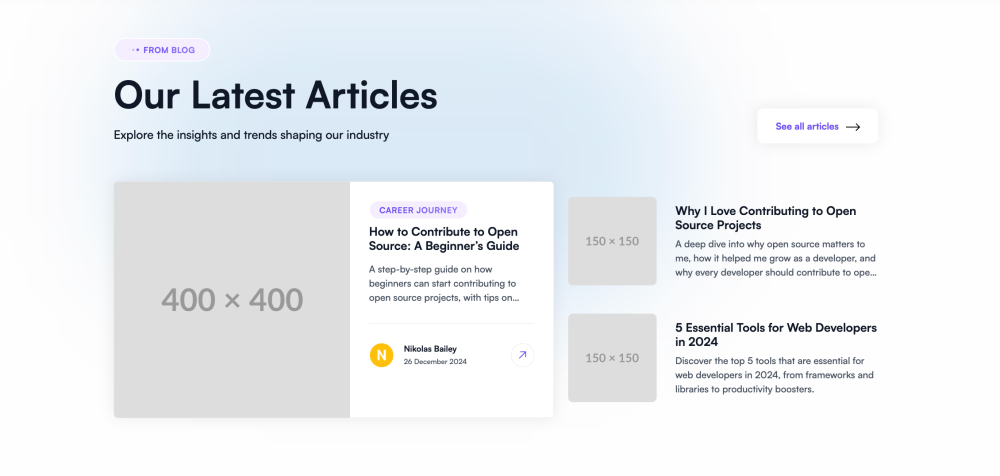 FROM BLOG
Our Latest Articles
Explore the insights and trends shaping our industry
See all articles
400 × 400
CAREER JOURNEY
How to Contribute to Open
Source: A Beginner’s Guide
A step-by-step guide on how
beginners can start contributing to
open source projects, with tips on...
N
Nikolas Bailey
26 December 2024
150 × 150
Why I Love Contributing to Open
Source Projects
A deep dive into why open source matters to
me, how it helped me grow as a developer, and
why every developer should contribute to ope...
150 × 150
5 Essential Tools for Web Developers
in 2024
Discover the top 5 tools that are essential for
web developers in 2024, from frameworks and
libraries to productivity boosters.